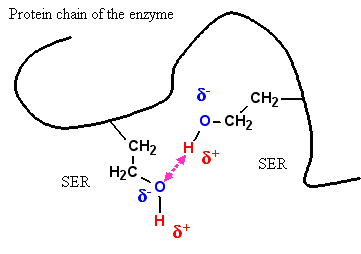 Protein chain of the enzyme
δ-
CH2
O-CH2
CH2
H
δ+
H2C
SER
SER
δ- O
H
δ+